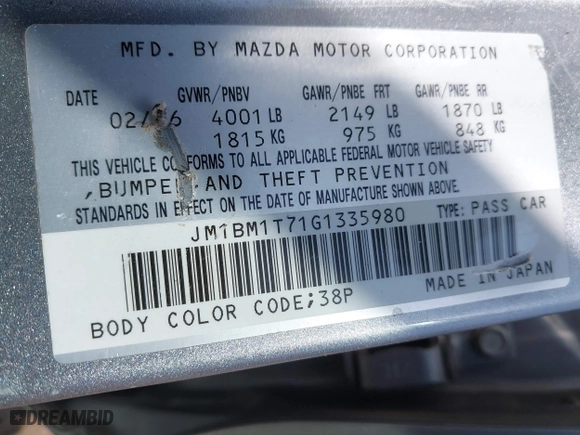 MFD. BY MAZDA MOTOR CORPORATION
DATE GVWR/PNBV GAWR/PNBE FRT GAWR/PNBE RR
4001 LB 2149 LB 1870 LB
1815 KG 975 KG 848 KG
THIS VEHICLE CONFORMS TO ALL APPLICABLE FEDERAL MOTOR VEHICLE SAFETY
, BUMPER AND THEFT PREVENTION
STANDARDS IN EFFECT ON THE DATE OF MANUFACTURE SHOWN ABOVE.
JM1BM1T71G1335980 TYPE: PASS CAR
MADE IN JAPAN
BODY COLOR CODE;38P
DREAMBID